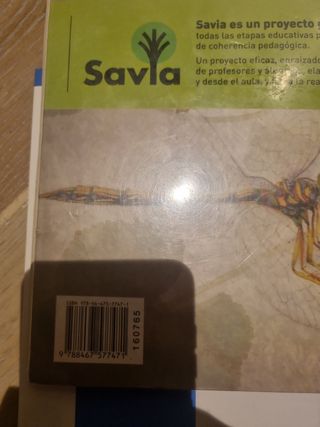 Savia
Savia es un proyecto
todas las etapas educativas
de coherencia pedagógica.
Un proyecto eficaz, enraizado
de profesores y
y desde el aula,
ISBN 978-84-675-7747-1
160765
9 788467 577471